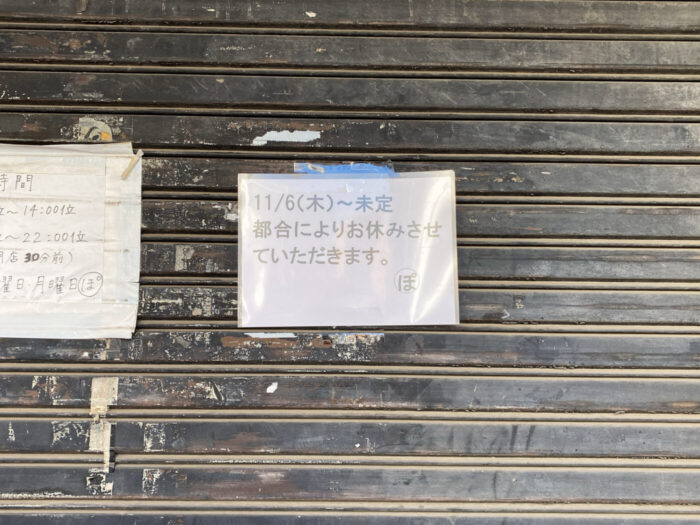 時間
~14:00位
~22:00位
店30分前)
曜日・月曜日ぽ
11/6(木)~未定
都合によりお休みさせ
ていただきます。
ぽ